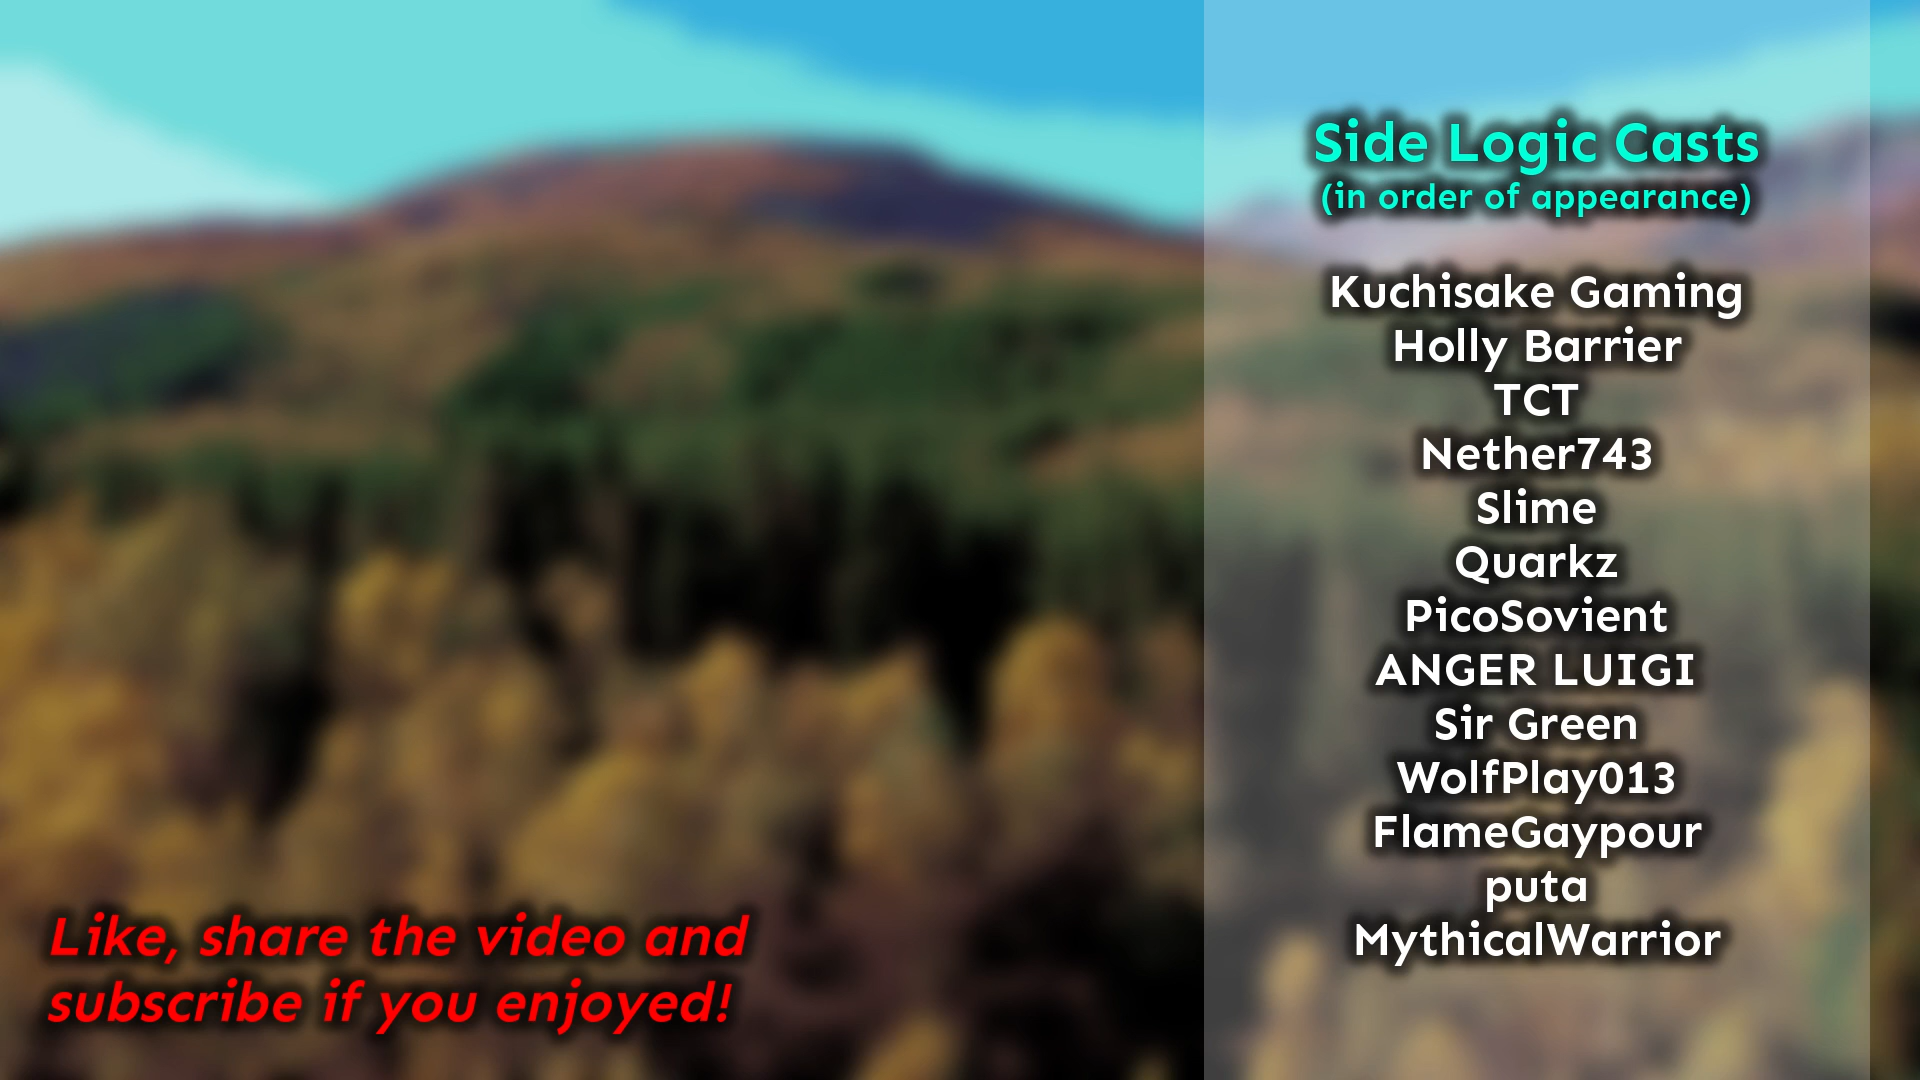 Side Logic Casts
(in order of appearance)
Kuchisake Gaming
Holly Barrier
TCT
Nether743
Slime
Quarkz
PicoSovient
ANGER LUIGI
Sir Green
WolfPlay013
FlameGaypour
puta
MythicalWarrior
Like, share the video and
subscribe if you enjoyed!